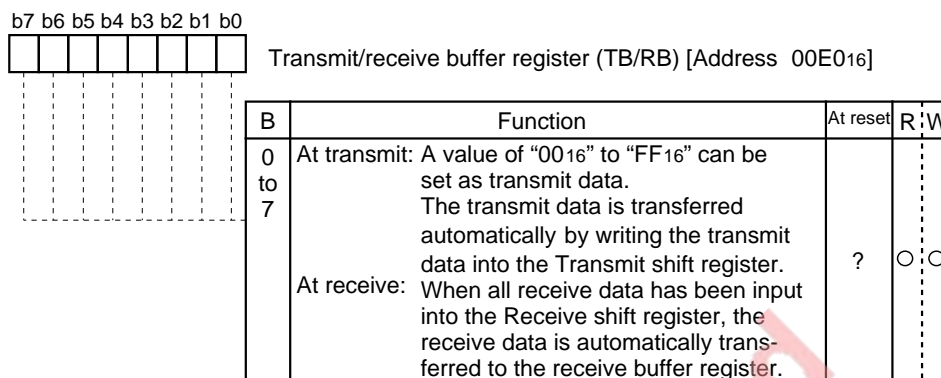 b7 b6 b5 b4 b3 b2 b1 b0
Transmit/receive buffer register (TB/RB) [Address 00E016]
B Function At reset R W
0 At transmit: A value of “0016” to “FF16” can be
to set as transmit data.
7 The transmit data is transferred
automatically by writing the transmit
data into the Transmit shift register. ? ○ ○
At receive: When all receive data has been input
into the Receive shift register, the
receive data is automatically trans-
ferred to the receive buffer register.